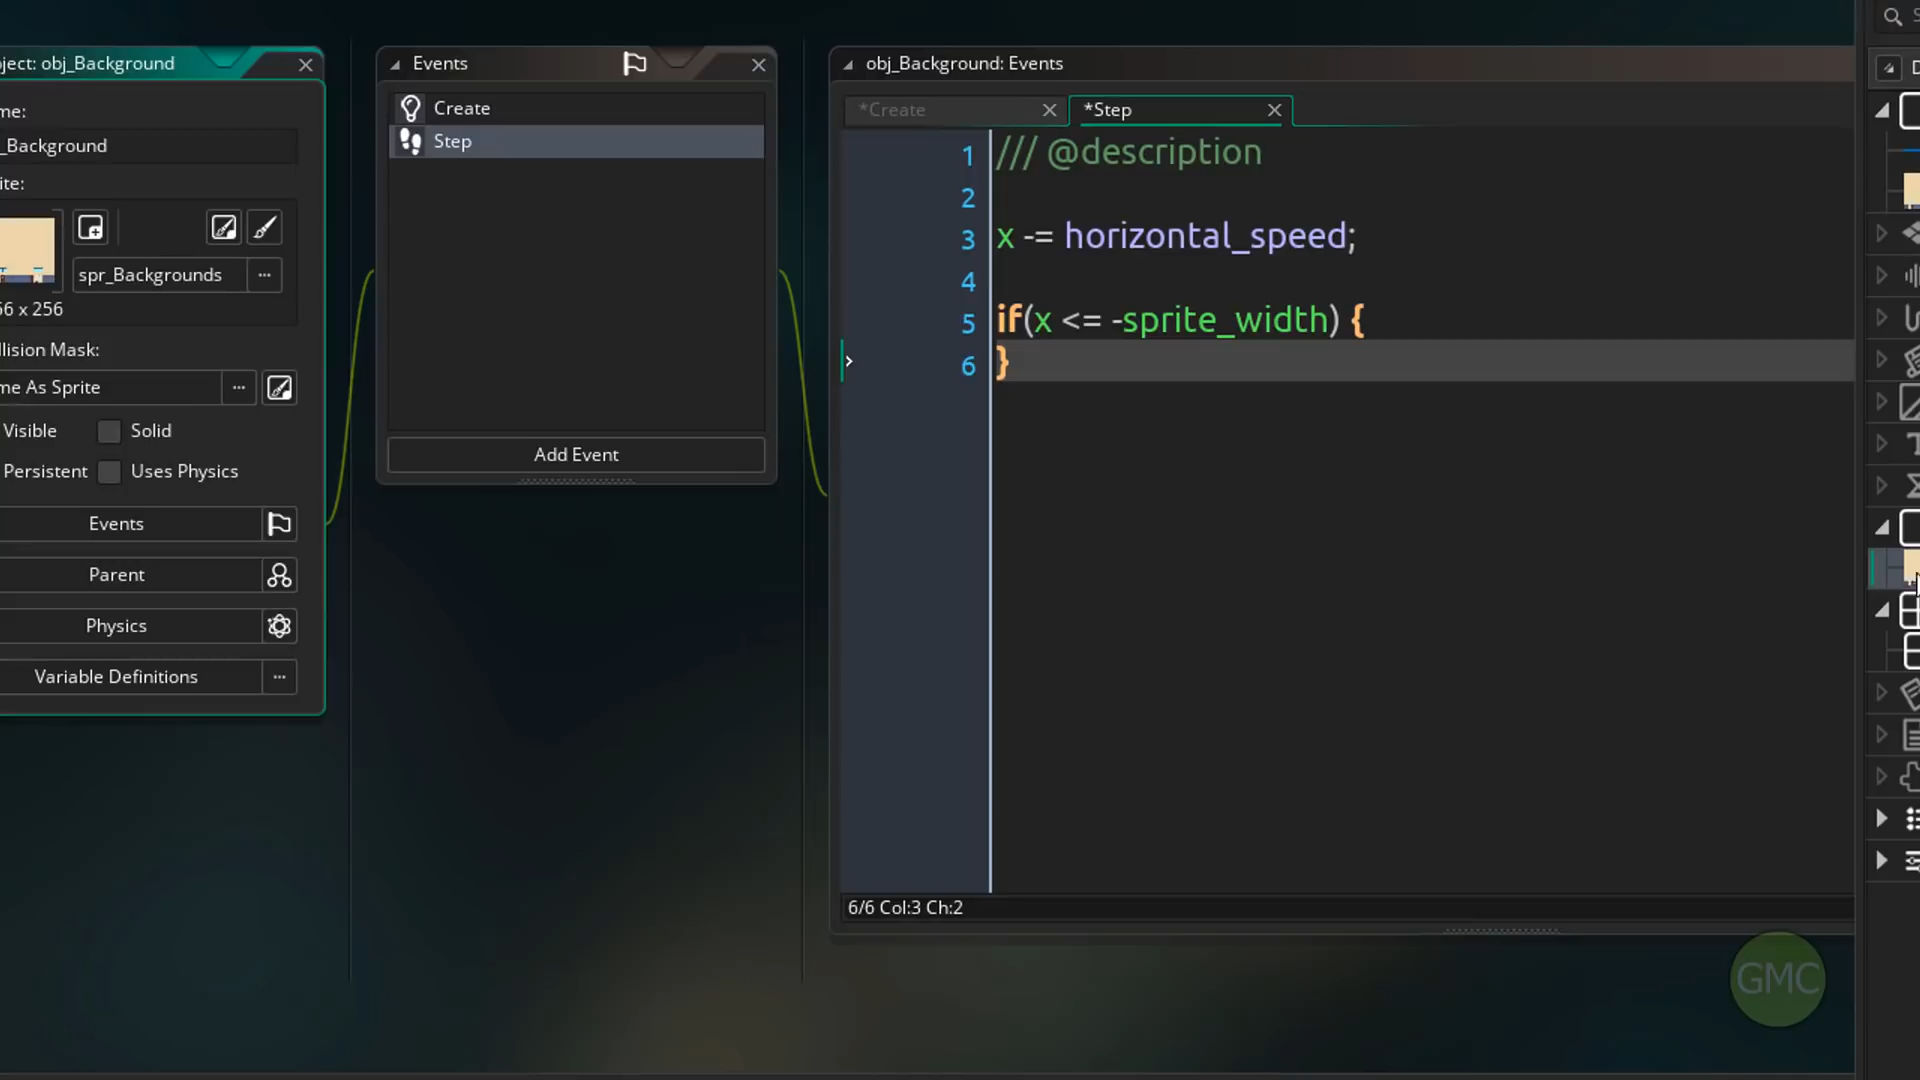 ject: obj_Background
me:
_Background
ite:
spr_Backgrounds
56 x 256
llision Mask:
me As Sprite
Visible
Solid
Persistent
Uses Physics
Events
Parent
Physics
Variable Definitions
Events
Create
Step
Add Event
obj_Background: Events
*Create
*Step
1 /// @description
2
3 x -= horizontal_speed;
4
5 if(x <= -sprite_width) {
6 }
6/6 Col:3 Ch:2
GMC